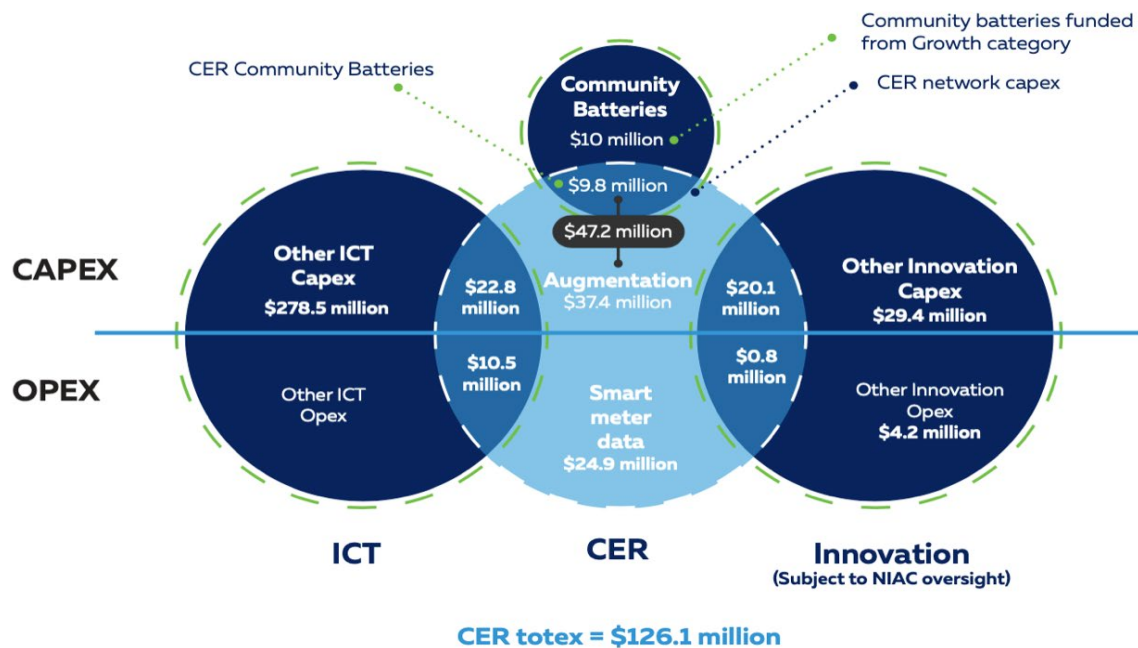 Community batteries funded
from Growth category
CER Community Batteries
CER network capex
Community
Batteries
$10 million
$9.8 million
$47.2 million
CAPEX
Other ICT
Capex
$278.5 million
$22.8
million
Augmentation
$37.4 million
$20.1
million
Other Innovation
Capex
$29.4 million
OPEX
Other ICT
Opex
$10.5
million
Smart
meter
data
$24.9 million
$0.8
million
Other Innovation
Opex
$4.2 million
ICT
CER
Innovation
(Subject to NIAC oversight)
CER totex = $126.1 million